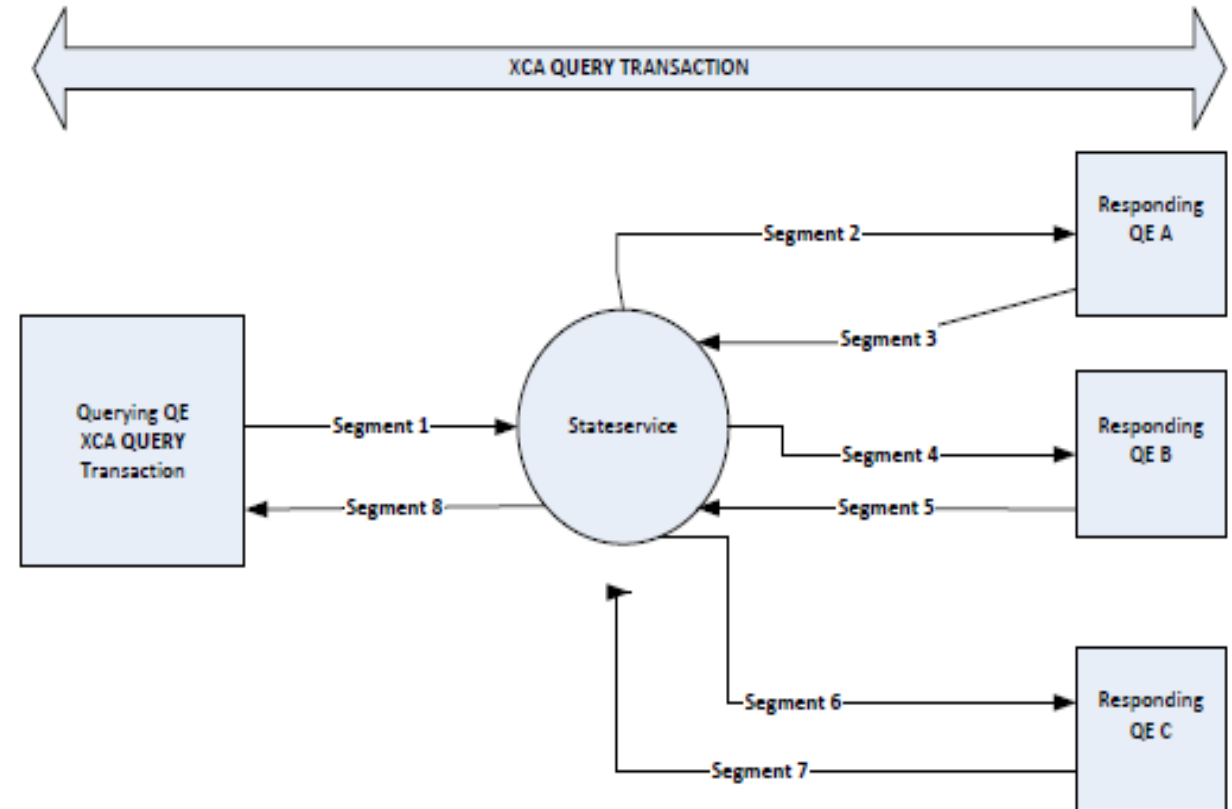 XCA QUERY TRANSACTION
Responding
QE A
Segment 2
Segment 3
Querying QE
XCA QUERY
Transaction
Segment 1
Stateservice
Responding
QE B
Segment 4
Segment 8
Segment 5
Segment 6
Responding
QE C
Segment 7